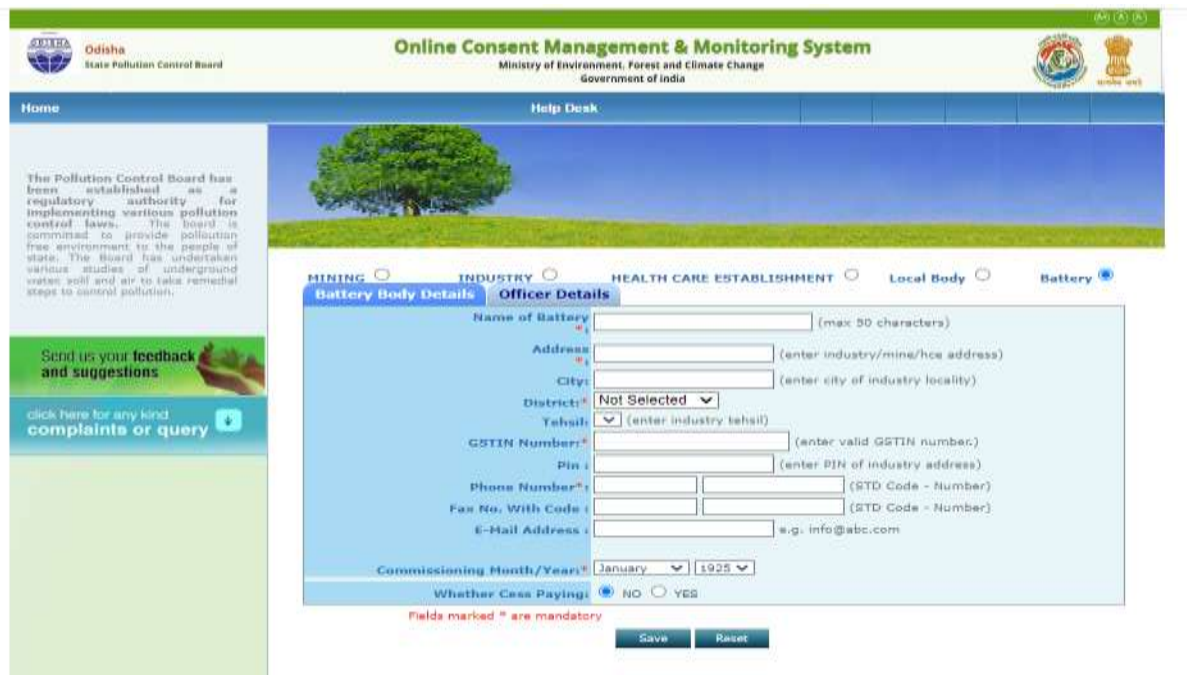 Odisha
State Pollution Control Board
Online Consent Management & Monitoring System
Ministry of Environment, Forest and Climate Change
Government of India
Home
Help Desk
The Pollution Control Board has
been established as a
regulatory authority for
implementing variious pollution
control laws. The board is
committed to provide polloution
free environment to the people of
state. The Board has undertaken
various studies of underground
water, soil and air to take remedial
steps to control pollution.
Send us your feedback
and suggestions
click here for any kind
complaints or query
MINING INDUSTRY HEALTH CARE ESTABLISHMENT Local Body Battery
Battery Body Details Officer Details
Name of Battery *: (max 50 characters)
Address *: (enter industry/mine/hce address)
City: (enter city of industry locality)
District:* Not Selected
Tehsil: (enter industry tehsil)
GSTIN Number:* (enter valid GSTIN number.)
Pin : (enter PIN of industry address)
Phone Number*: (STD Code - Number)
Fax No. With Code : (STD Code - Number)
E-Mail Address : e.g. info@abc.com
Commissioning Month/Year:* January 1925
Whether Cess Paying: NO YES
Fields marked * are mandatory
Save Reset